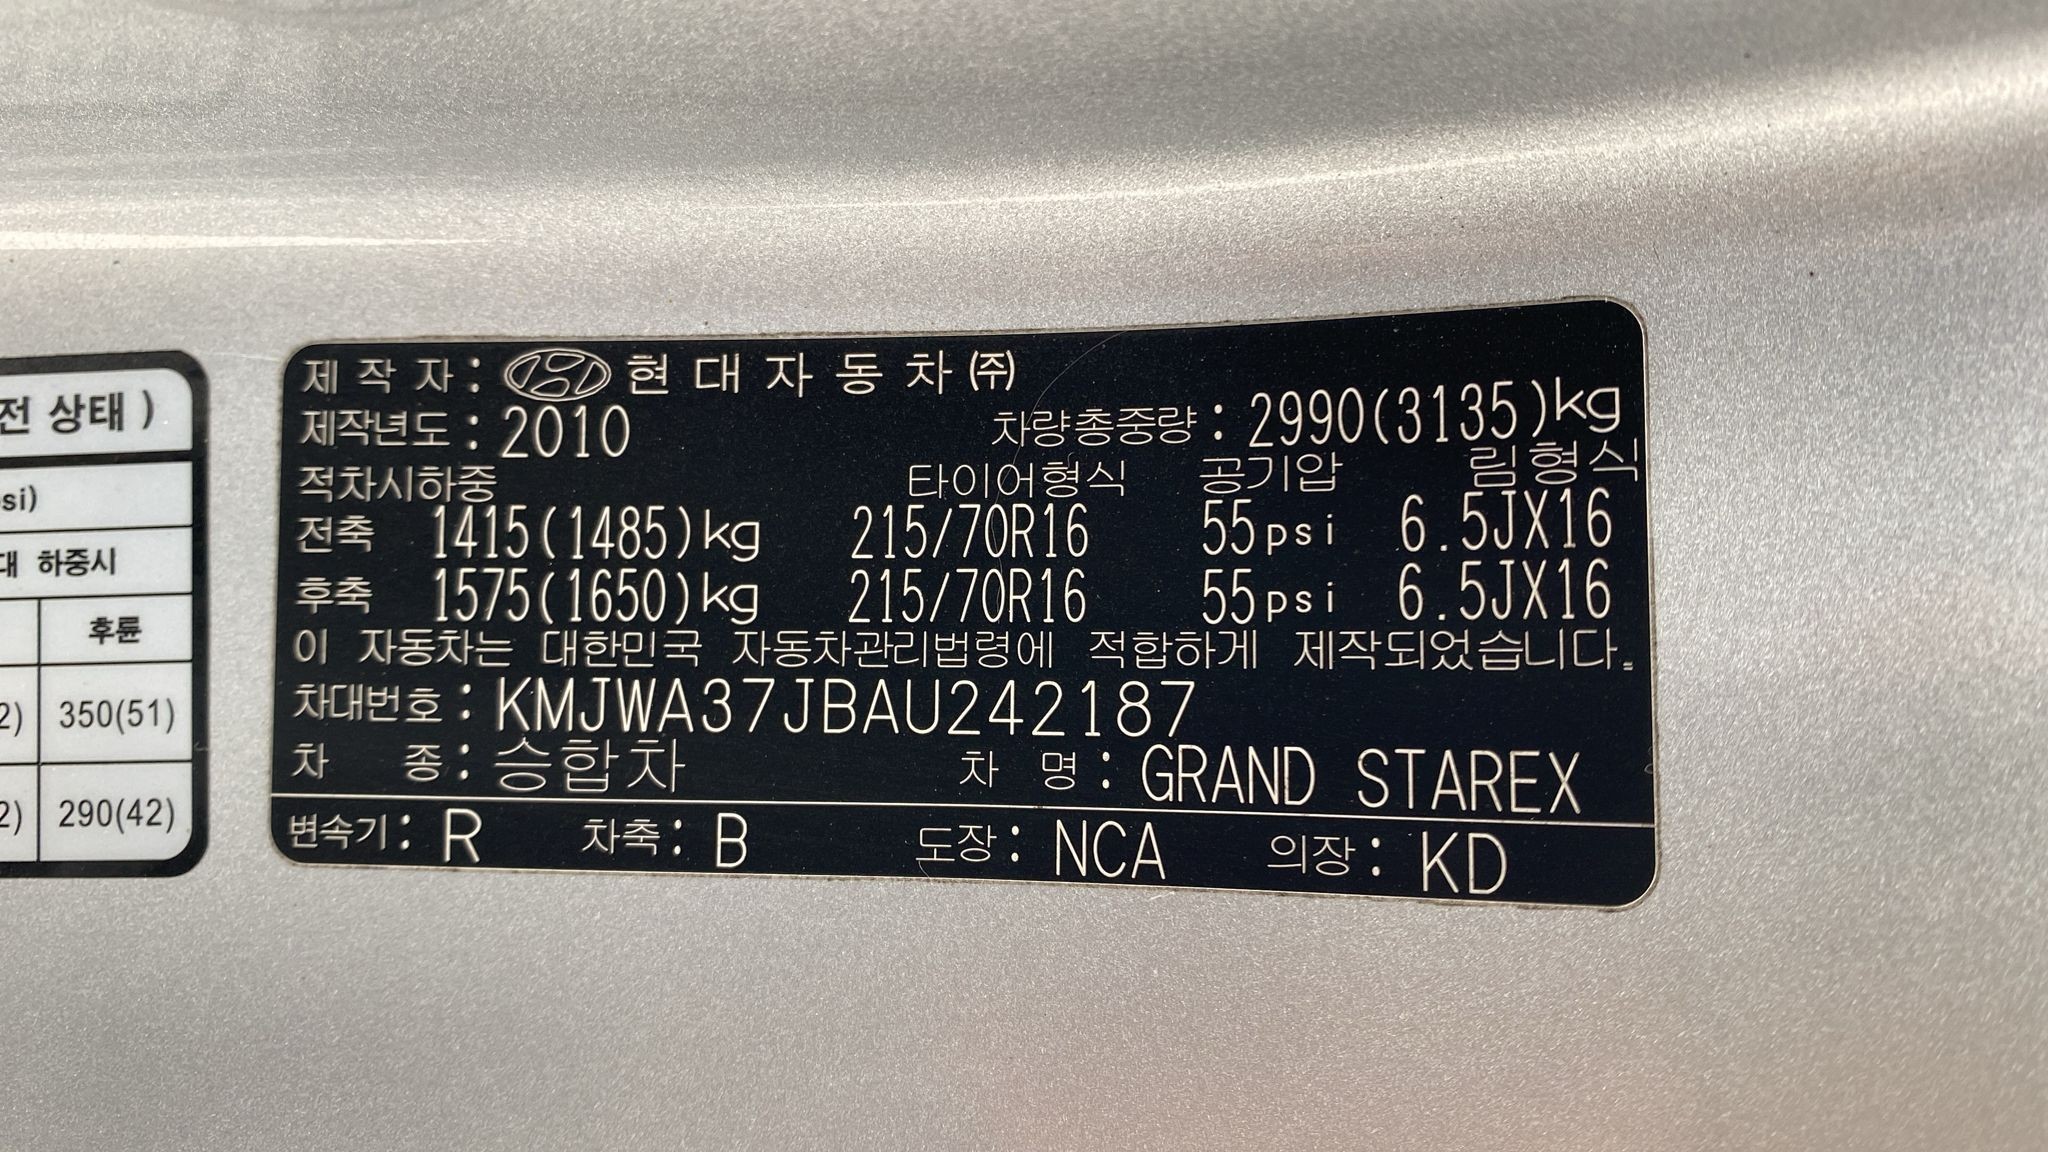 전 상태 )
si)
대 하중시
후륜
2) 350(51)
2) 290(42)
제 작 자 : 현 대 자 동 차 ㈜
제작년도 : 2010 차량총중량 : 2990(3135)kg
적차시하중 타이어형식 공기압 림형식
전축 1415(1485)kg 215/70R16 55psi 6.5JX16
후축 1575(1650)kg 215/70R16 55psi 6.5JX16
이 자동차는 대한민국 자동차관리법령에 적합하게 제작되었습니다.
차대번호 : KMJWA37JBAU242187
차 종 : 승합차 차 명 : GRAND STAREX
변속기 : R 차축 : B 도장 : NCA 의장 : KD